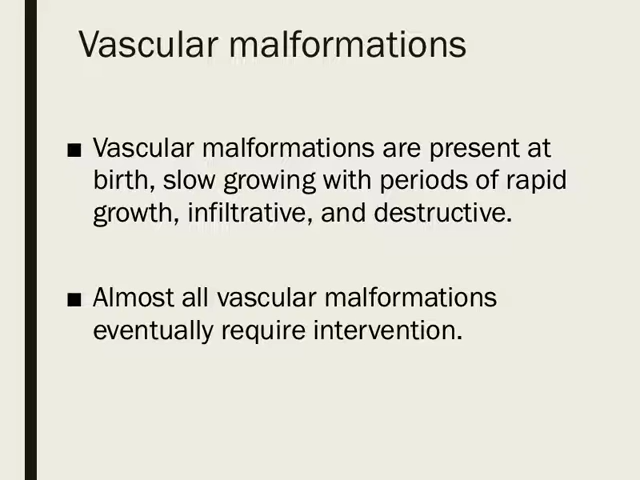 Vascular malformations
■ Vascular malformations are present at
birth, slow growing with periods of rapid
growth, infiltrative, and destructive.
■ Almost all vascular malformations
eventually require intervention.